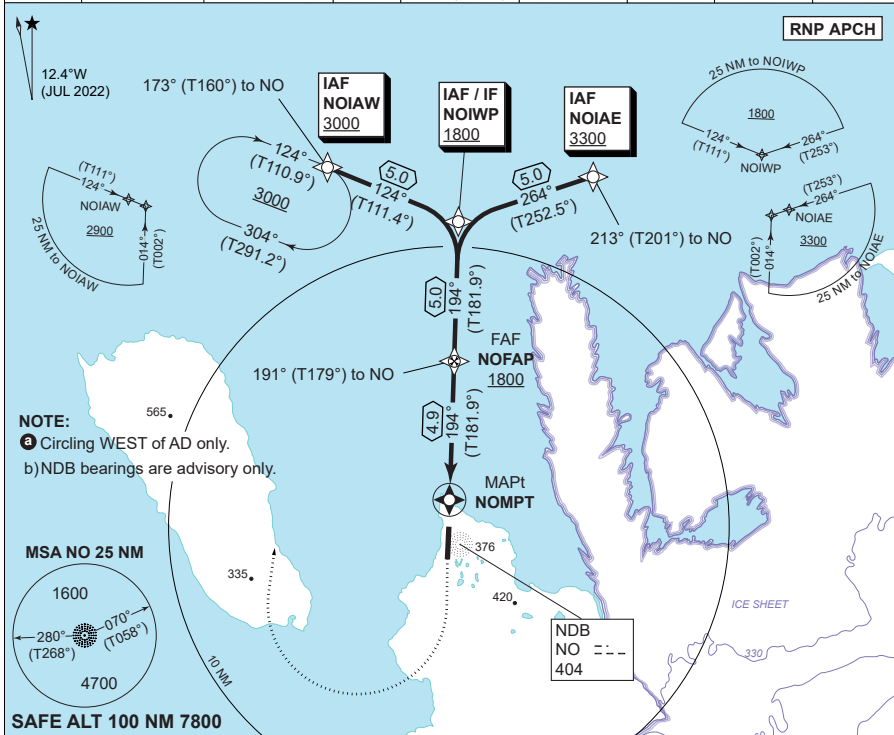 RNP APCH
12.4°W
(JUL 2022)
173° (T160°) to NO
IAF
NOIAW
3000
IAF / IF
NOIWP
1800
IAF
NOIAE
3300
25 NM to NOIWP
1800
124°
(T111°)
264°
(T253°)
NOIWP
(T111°)
124°
NOIAW
2900
014°
(T002°)
25 NM to NOIAW
124°
(T110.9°)
3000
304°
(T291.2°)
5.0
124°
(T111.4°)
5.0
264°
(T252.5°)
213° (T201°) to NO
(T253°)
264°
NOIAE
3300
014°
(T002°)
25 NM to NOIAE
5.0
194°
(T181.9°)
FAF
NOFAP
1800
191° (T179°) to NO
4.9
194°
(T181.9°)
565
NOTE:
a Circling WEST of AD only.
b) NDB bearings are advisory only.
MAPt
NOMPT
376
335
420
MSA NO 25 NM
1600
070°
(T058°)
280°
(T268°)
4700
10 NM
NDB
NO
404
ICE SHEET
330
SAFE ALT 100 NM 7800